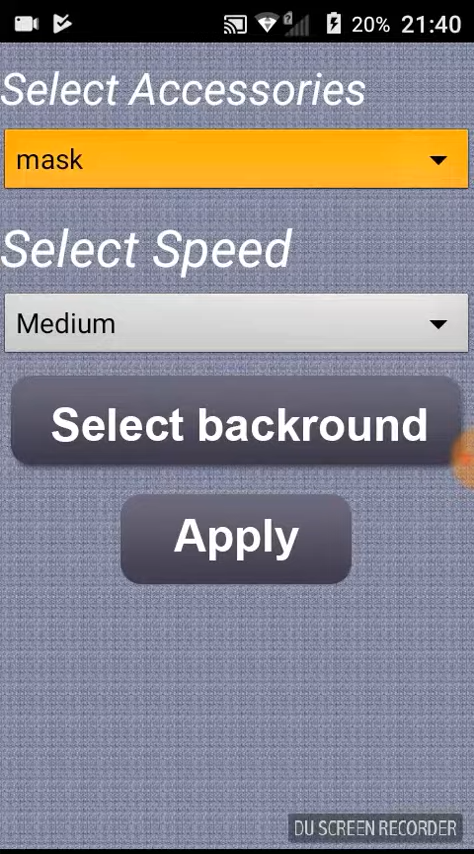 20% 21:40
Select Accessories
mask
Select Speed
Medium
Select backround
Apply
DU SCREEN RECORDER